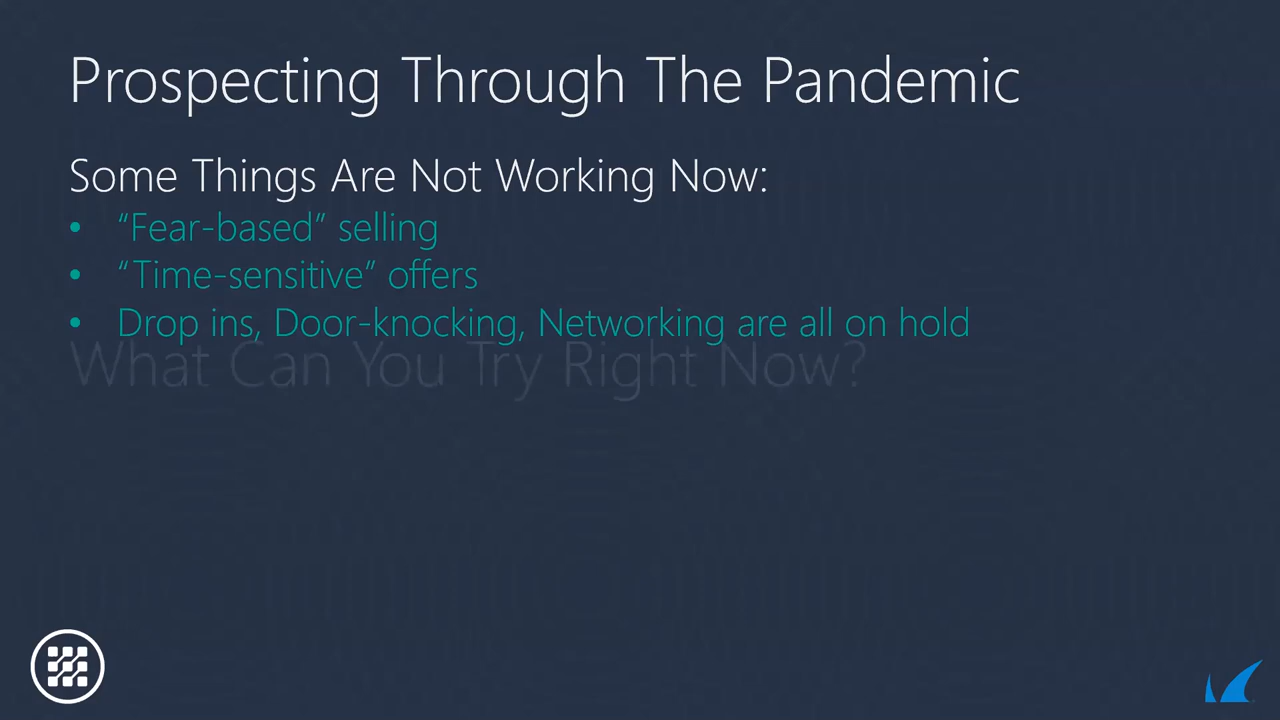 Prospecting Through The Pandemic
Some Things Are Not Working Now:
• “Fear-based” selling
• “Time-sensitive” offers
• Drop ins, Door-knocking, Networking are all on hold
What Can You Try Right Now?